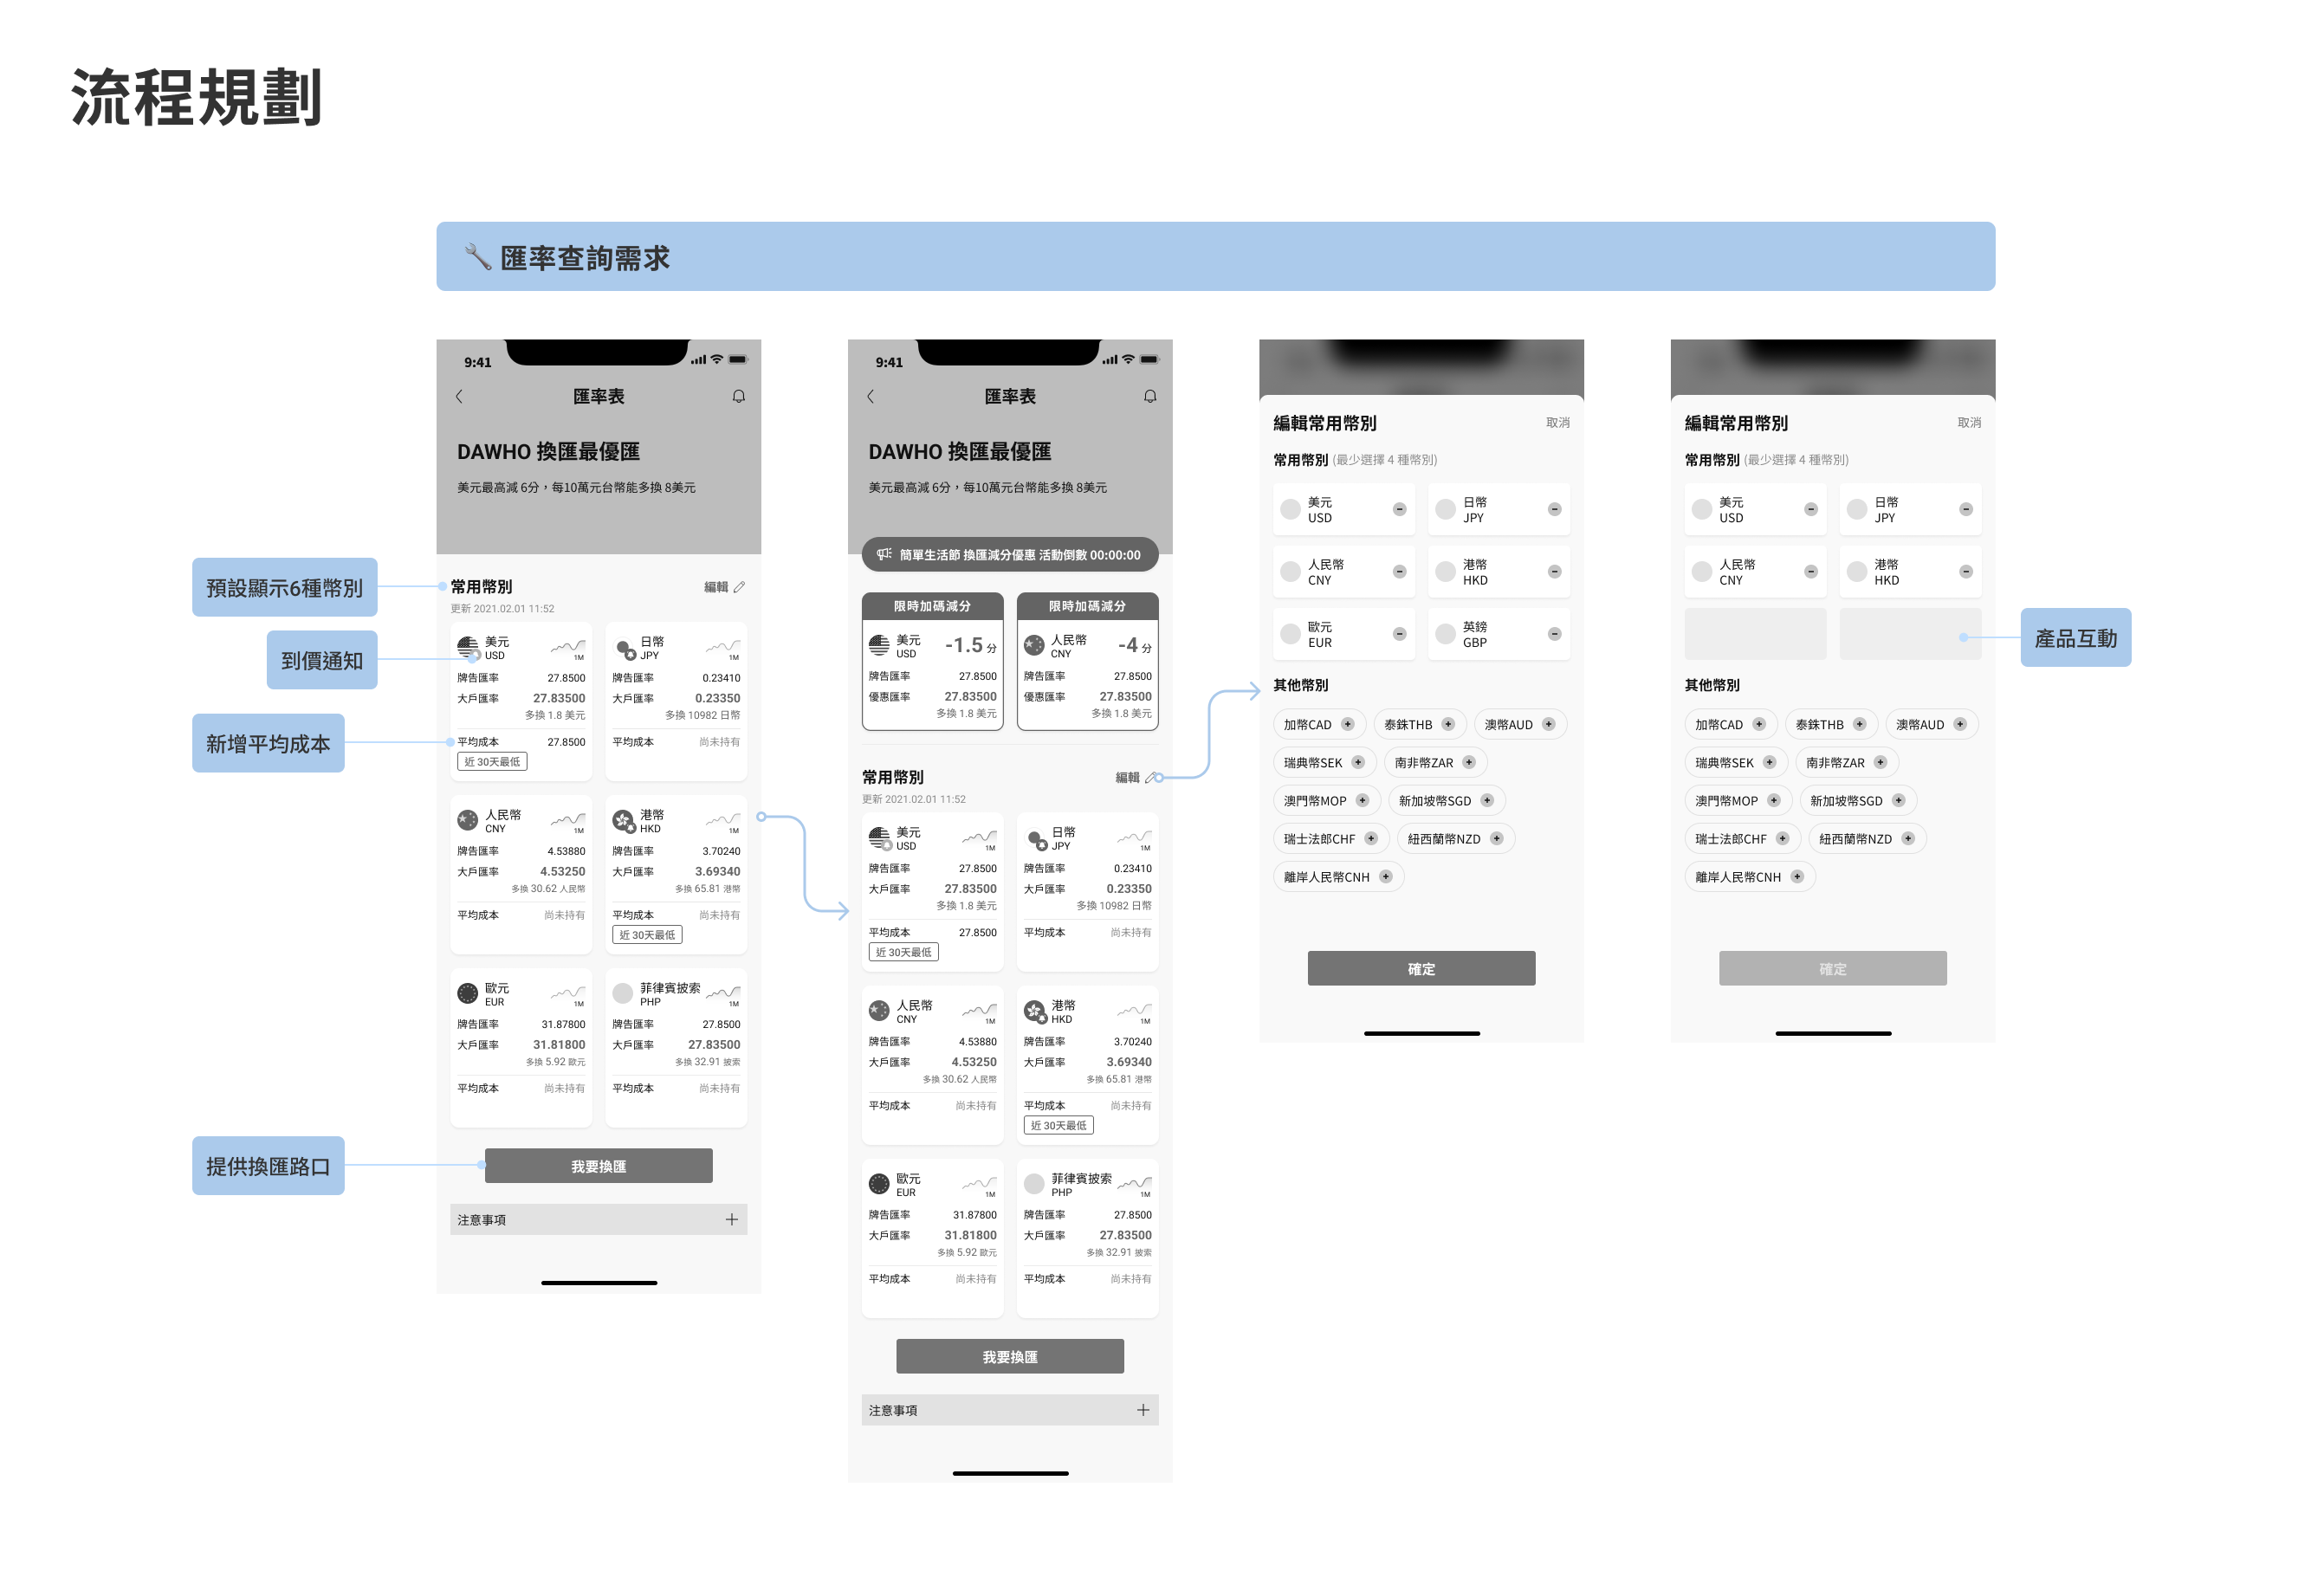 流程規劃
匯率查詢需求
9:41
匯率表
DAWHO 換匯最優匯
美元最高減 6分，每10萬元台幣能多換 8美元
預設顯示6種幣別
到價通知
新增平均成本
提供換匯路口
常用幣別
編輯
更新 2021.02.01 11:52
美元
USD
1M
牌告匯率 27.8500
大戶匯率 27.83500
多換 1.8 美元
平均成本 27.8500
近 30天最低
日幣
JPY
1M
牌告匯率 0.23410
大戶匯率 0.23350
多換 10982 日幣
平均成本 尚未持有
人民幣
CNY
1M
牌告匯率 4.53880
大戶匯率 4.53250
多換 30.62 人民幣
平均成本 尚未持有
港幣
HKD
1M
牌告匯率 3.70240
大戶匯率 3.69340
多換 65.81 港幣
平均成本 尚未持有
近 30天最低
歐元
EUR
1M
牌告匯率 31.87800
大戶匯率 31.81800
多換 5.92 歐元
平均成本 尚未持有
菲律賓披索
PHP
1M
牌告匯率 27.8500
大戶匯率 27.83500
多換 32.91 披索
平均成本 尚未持有
我要換匯
注意事項
9:41
匯率表
DAWHO 換匯最優匯
美元最高減 6分，每10萬元台幣能多換 8美元
簡單生活節 換匯減分優惠 活動倒數 00:00:00
限時加碼減分
美元
USD
-1.5 分
牌告匯率 27.8500
優惠匯率 27.83500
多換 1.8 美元
限時加碼減分
人民幣
CNY
-4 分
牌告匯率 27.8500
優惠匯率 27.83500
多換 1.8 美元
常用幣別
編輯
更新 2021.02.01 11:52
美元
USD
1M
牌告匯率 27.8500
大戶匯率 27.83500
多換 1.8 美元
平均成本 27.8500
近 30天最低
日幣
JPY
1M
牌告匯率 0.23410
大戶匯率 0.23350
多換 10982 日幣
平均成本 尚未持有
人民幣
CNY
1M
牌告匯率 4.53880
大戶匯率 4.53250
多換 30.62 人民幣
平均成本 尚未持有
港幣
HKD
1M
牌告匯率 3.70240
大戶匯率 3.69340
多換 65.81 港幣
平均成本 尚未持有
近 30天最低
歐元
EUR
1M
牌告匯率 31.87800
大戶匯率 31.81800
多換 5.92 歐元
平均成本 尚未持有
菲律賓披索
PHP
1M
牌告匯率 27.8500
大戶匯率 27.83500
多換 32.91 披索
平均成本 尚未持有
我要換匯
注意事項
編輯常用幣別
取消
常用幣別 (最少選擇 4 種幣別)
美元
USD
日幣
JPY
人民幣
CNY
港幣
HKD
歐元
EUR
英鎊
GBP
其他幣別
加幣CAD
泰銖THB
澳幣AUD
瑞典幣SEK
南非幣ZAR
澳門幣MOP
新加坡幣SGD
瑞士法郎CHF
紐西蘭幣NZD
離岸人民幣CNH
確定
編輯常用幣別
取消
常用幣別 (最少選擇 4 種幣別)
美元
USD
日幣
JPY
人民幣
CNY
港幣
HKD
產品互動
其他幣別
加幣CAD
泰銖THB
澳幣AUD
瑞典幣SEK
南非幣ZAR
澳門幣MOP
新加坡幣SGD
瑞士法郎CHF
紐西蘭幣NZD
離岸人民幣CNH
確定